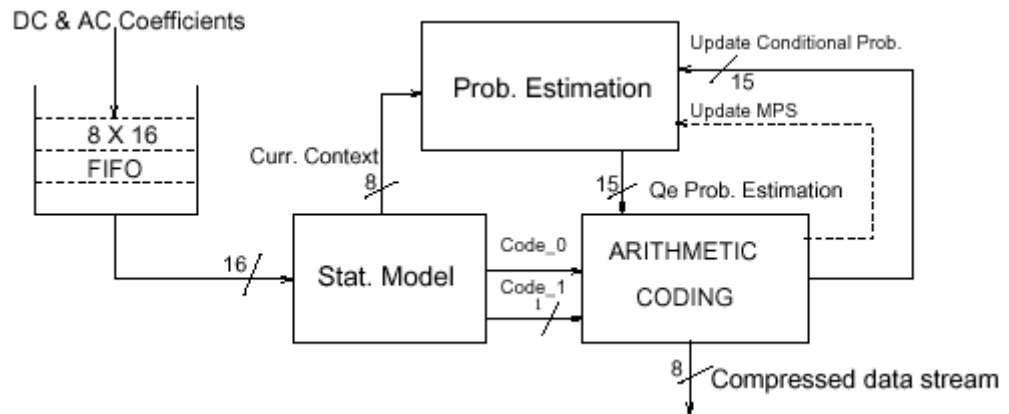 DC & AC Coefficients
8 X 16
FIFO
Prob. Estimation
Update Conditional Prob.
15
Update MPS
Curr. Context
8
15
Qe Prob. Estimation
16
Stat. Model
Code_0
Code_1
1
ARITHMETIC
CODING
8
Compressed data stream